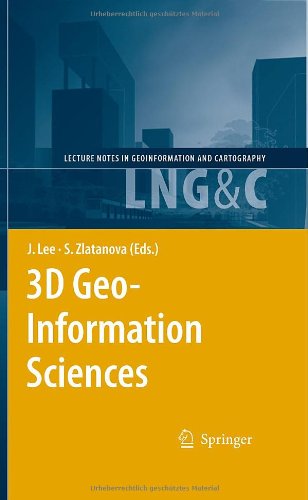 Urheberrechtlich geschütztes Material
LECTURE NOTES IN GEOINFORMATION AND CARTOGRAPHY
LNG&C
J. Lee · S. Zlatanova (Eds.)
3D Geo-
Information
Sciences
Springer
Urheberrechtlich geschütztes Material